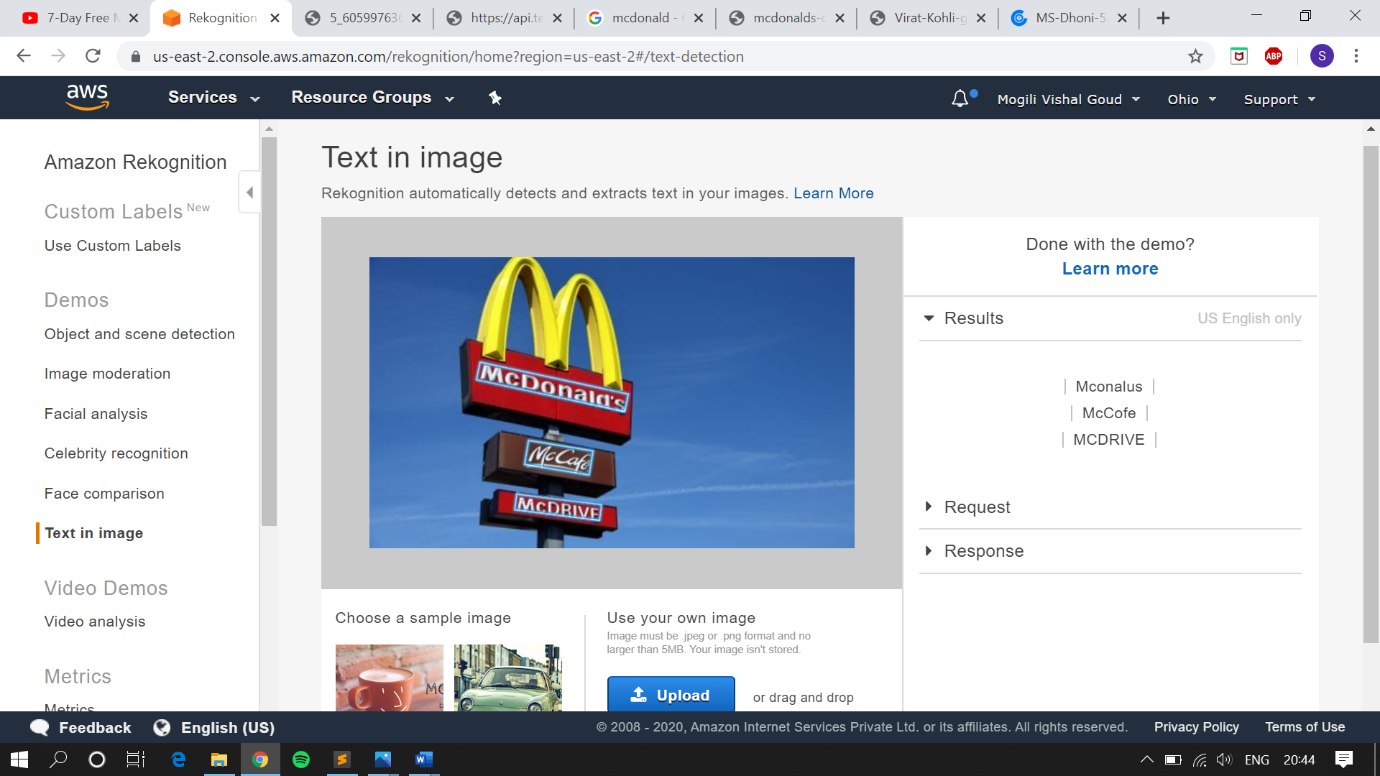 7-Day Free M
Rekognition
5_60599763
https://api.te
mcdonald - G
mcdonalds-c
Virat-Kohli-g
MS-Dhoni-5
us-east-2.console.aws.amazon.com/rekognition/home?region=us-east-2#/text-detection
ABP
S
aws
Services
Resource Groups
Mogili Vishal Goud
Ohio
Support
Amazon Rekognition
Custom Labels New
Use Custom Labels
Demos
Object and scene detection
Image moderation
Facial analysis
Celebrity recognition
Face comparison
Text in image
Video Demos
Video analysis
Metrics
Metrics
Text in image
Rekognition automatically detects and extracts text in your images. Learn More
McDonald's
McCafé
McDRIVE
Done with the demo?
Learn more
Results
US English only
| Mconalus |
| McCofe |
| MCDRIVE |
Request
Response
Choose a sample image
Use your own image
Image must be .jpeg or .png format and no
larger than 5MB. Your image isn't stored.
Upload
or drag and drop
Feedback
English (US)
© 2008 - 2020, Amazon Internet Services Private Ltd. or its affiliates. All rights reserved.
Privacy Policy
Terms of Use
ENG
20:44